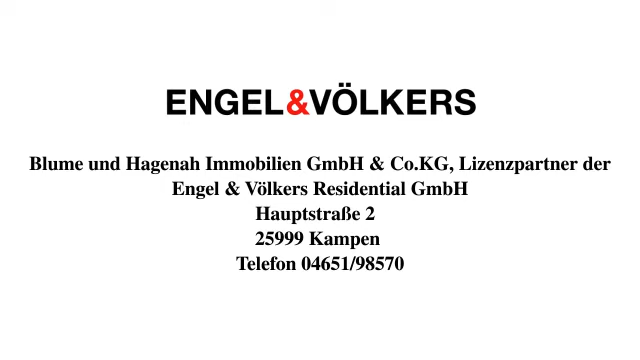 ENGEL&VÖLKERS
Blume und Hagenah Immobilien GmbH & Co.KG, Lizenzpartner der
Engel & Völkers Residential GmbH
Hauptstraße 2
25999 Kampen
Telefon 04651/98570